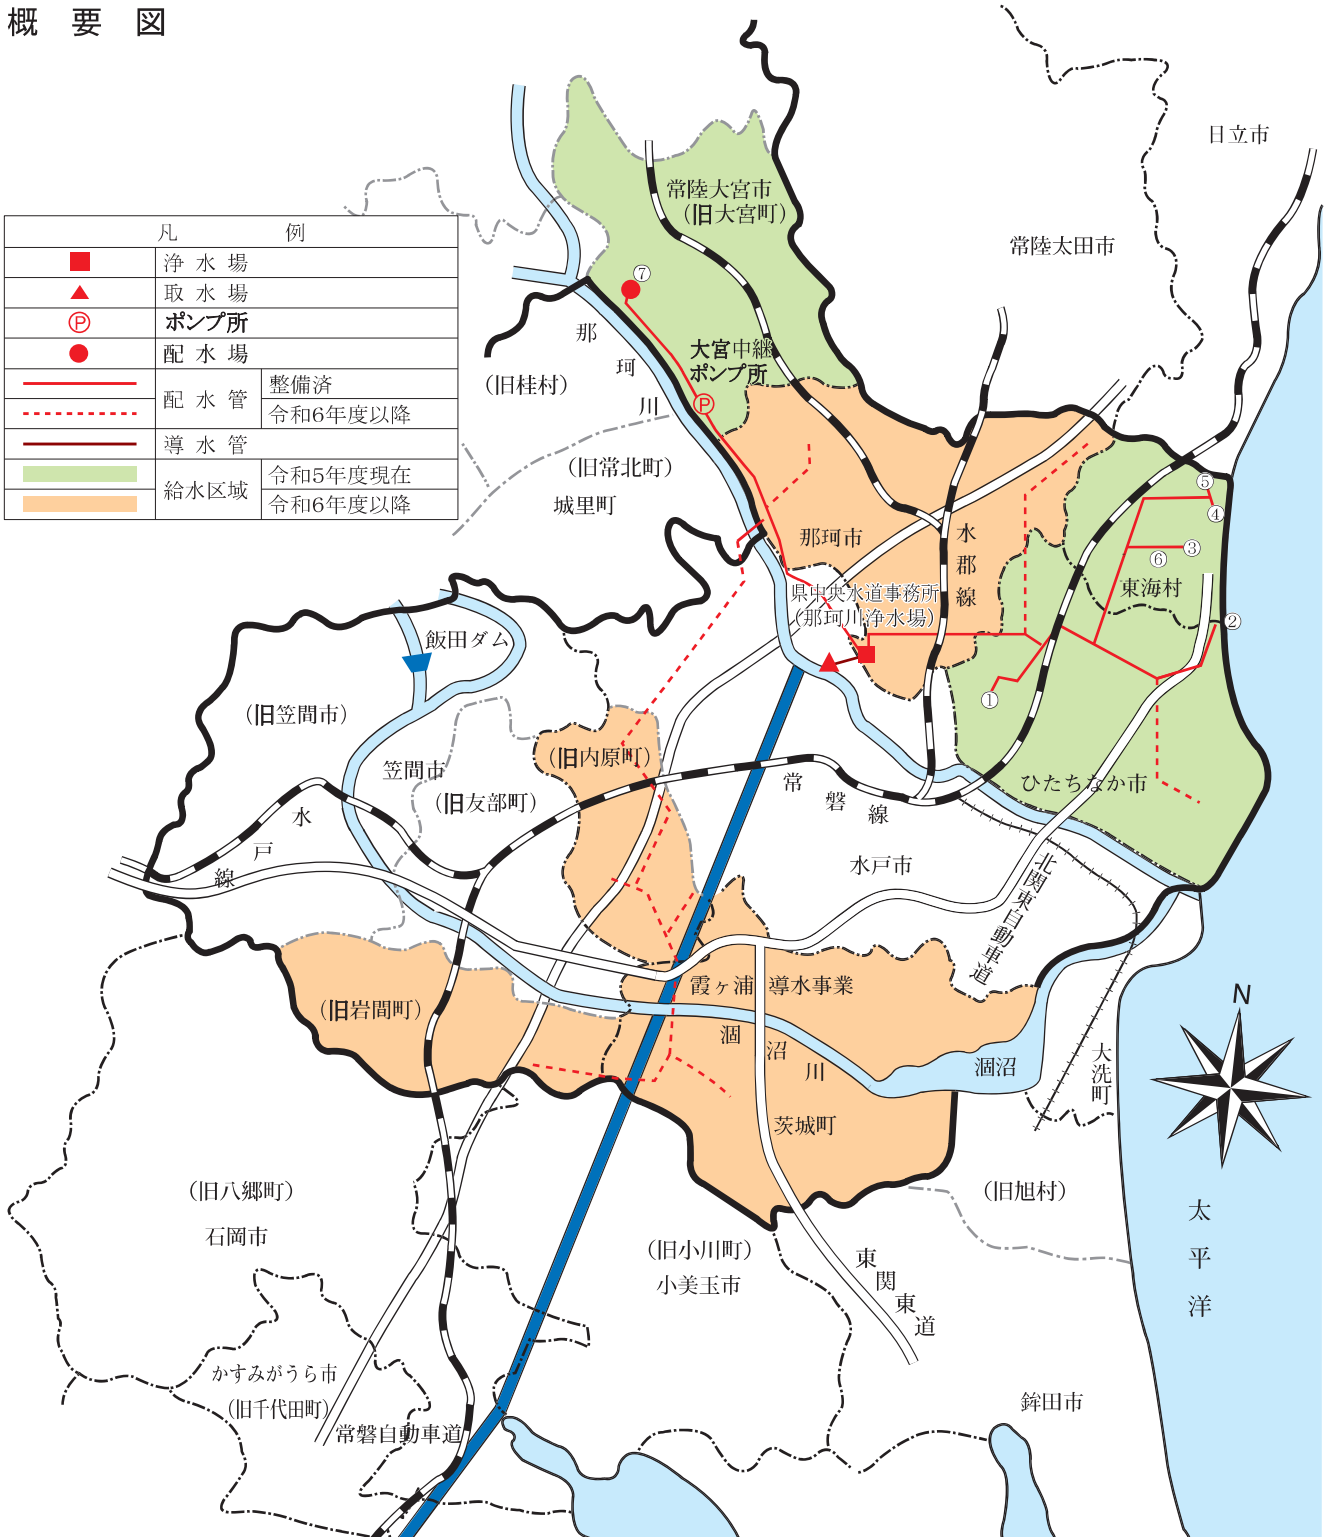 概要図
凡例
浄水場
取水場
Ⓟ ポンプ所
配水場
配水管
整備済
令和6年度以降
導水管
給水区域
令和5年度現在
令和6年度以降
日立市
常陸大宮市
(旧大宮町)
常陸太田市
⑦
那珂川
大宮中継
ポンプ所
Ⓟ
(旧桂村)
(旧常北町)
城里町
⑤
④
③
⑥
那珂市
水郡線
東海村
県中央水道事務所
(那珂川浄水場)
②
①
飯田ダム
(旧笠間市)
笠間市
(旧友部町)
(旧内原町)
常磐線
ひたちなか市
水戸線
水戸市
北関東自動車道
霞ヶ浦導水事業
(旧岩間町)
涸沼川
涸沼
大洗町
N
茨城町
(旧八郷町)
石岡市
(旧旭村)
太平洋
(旧小川町)
小美玉市
東関東道
かすみがうら市
(旧千代田町)
常磐自動車道
鉾田市